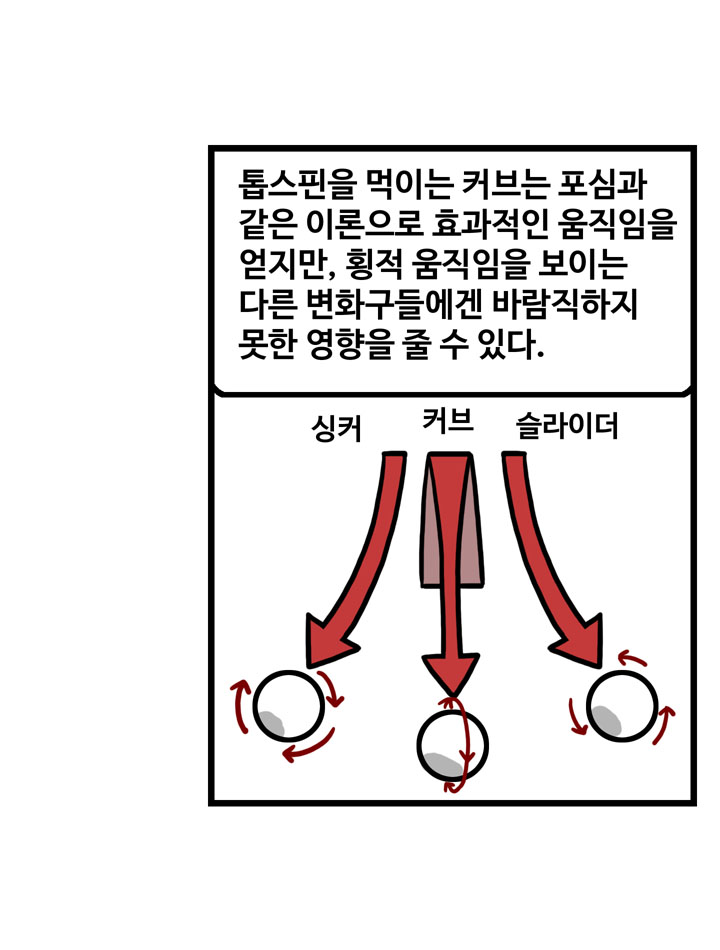 톱스핀을 먹이는 커브는 포심과
같은 이론으로 효과적인 움직임을
얻지만, 횡적 움직임을 보이는
다른 변화구들에겐 바람직하지
못한 영향을 줄 수 있다.
싱커 커브 슬라이더